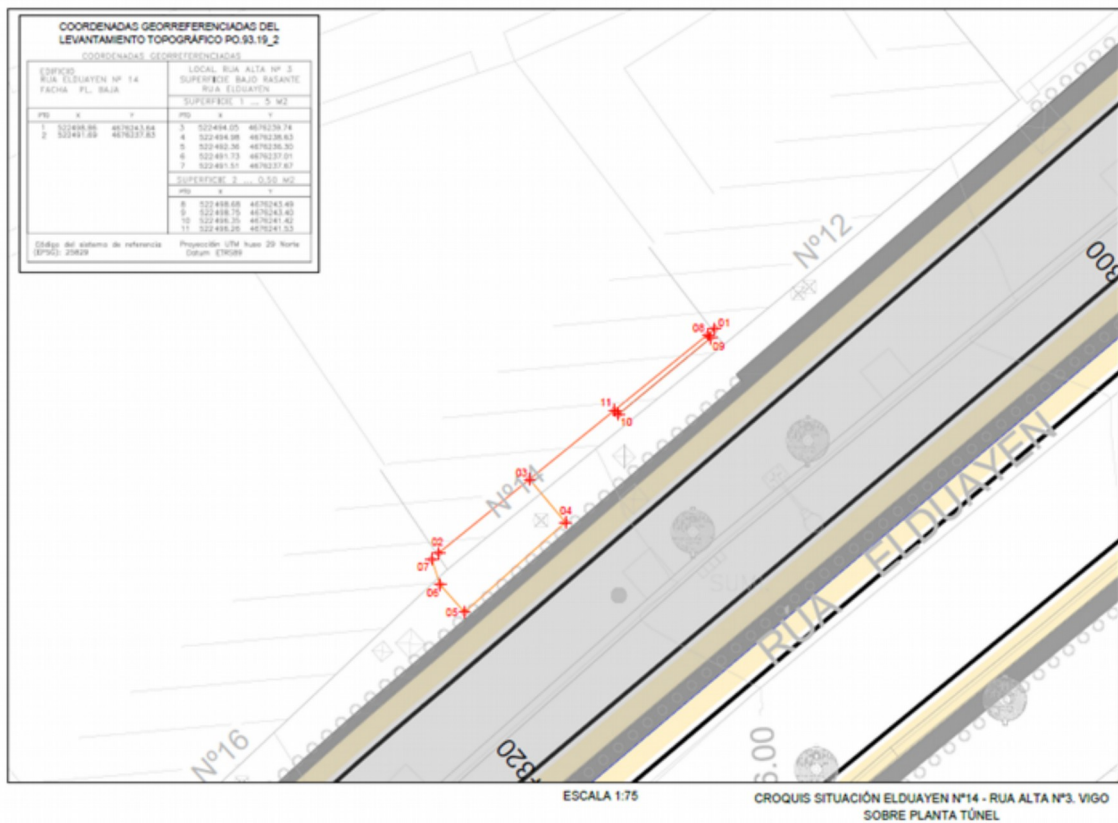 COORDENADAS GEORREFERENCIADAS DEL
LEVANTAMIENTO TOPOGRÁFICO PO.93.19_2
COORDENADAS GEORREFERENCIADAS
EDIFICIO
RUA ELDUAYEN Nº 14
FACHA PL. BAJA
LOCAL RUA ALTA Nº 3
SUPERFICIE BAJO RASANTE
RUA ELDUAYEN
SUPERFICIE 1 ... 5 M2
PTO X Y
1 522498.86 4676243.64
2 522491.69 4676237.83
PTO X Y
3 522494.05 4676239.74
4 522494.98 4676238.63
5 522492.36 4676236.30
6 522491.73 4676237.01
7 522491.51 4676237.67
SUPERFICIE 2 ... 0,50 M2
PTO X Y
8 522498.68 4676243.49
9 522498.75 4676243.40
10 522496.35 4676241.42
11 522496.26 4676241.53
Código del sistema de referencia
(EPSG): 25829
Proyección UTM huso 29 Norte
Datum ETRS89
Nº12
800
01
08
09
11
10
03
Nº14
04
07
06
05
RUA ELDUAYEN
Nº16
+820
6.00
ESCALA 1:75
CROQUIS SITUACIÓN ELDUAYEN Nº14 - RUA ALTA Nº3. VIGO
SOBRE PLANTA TÚNEL